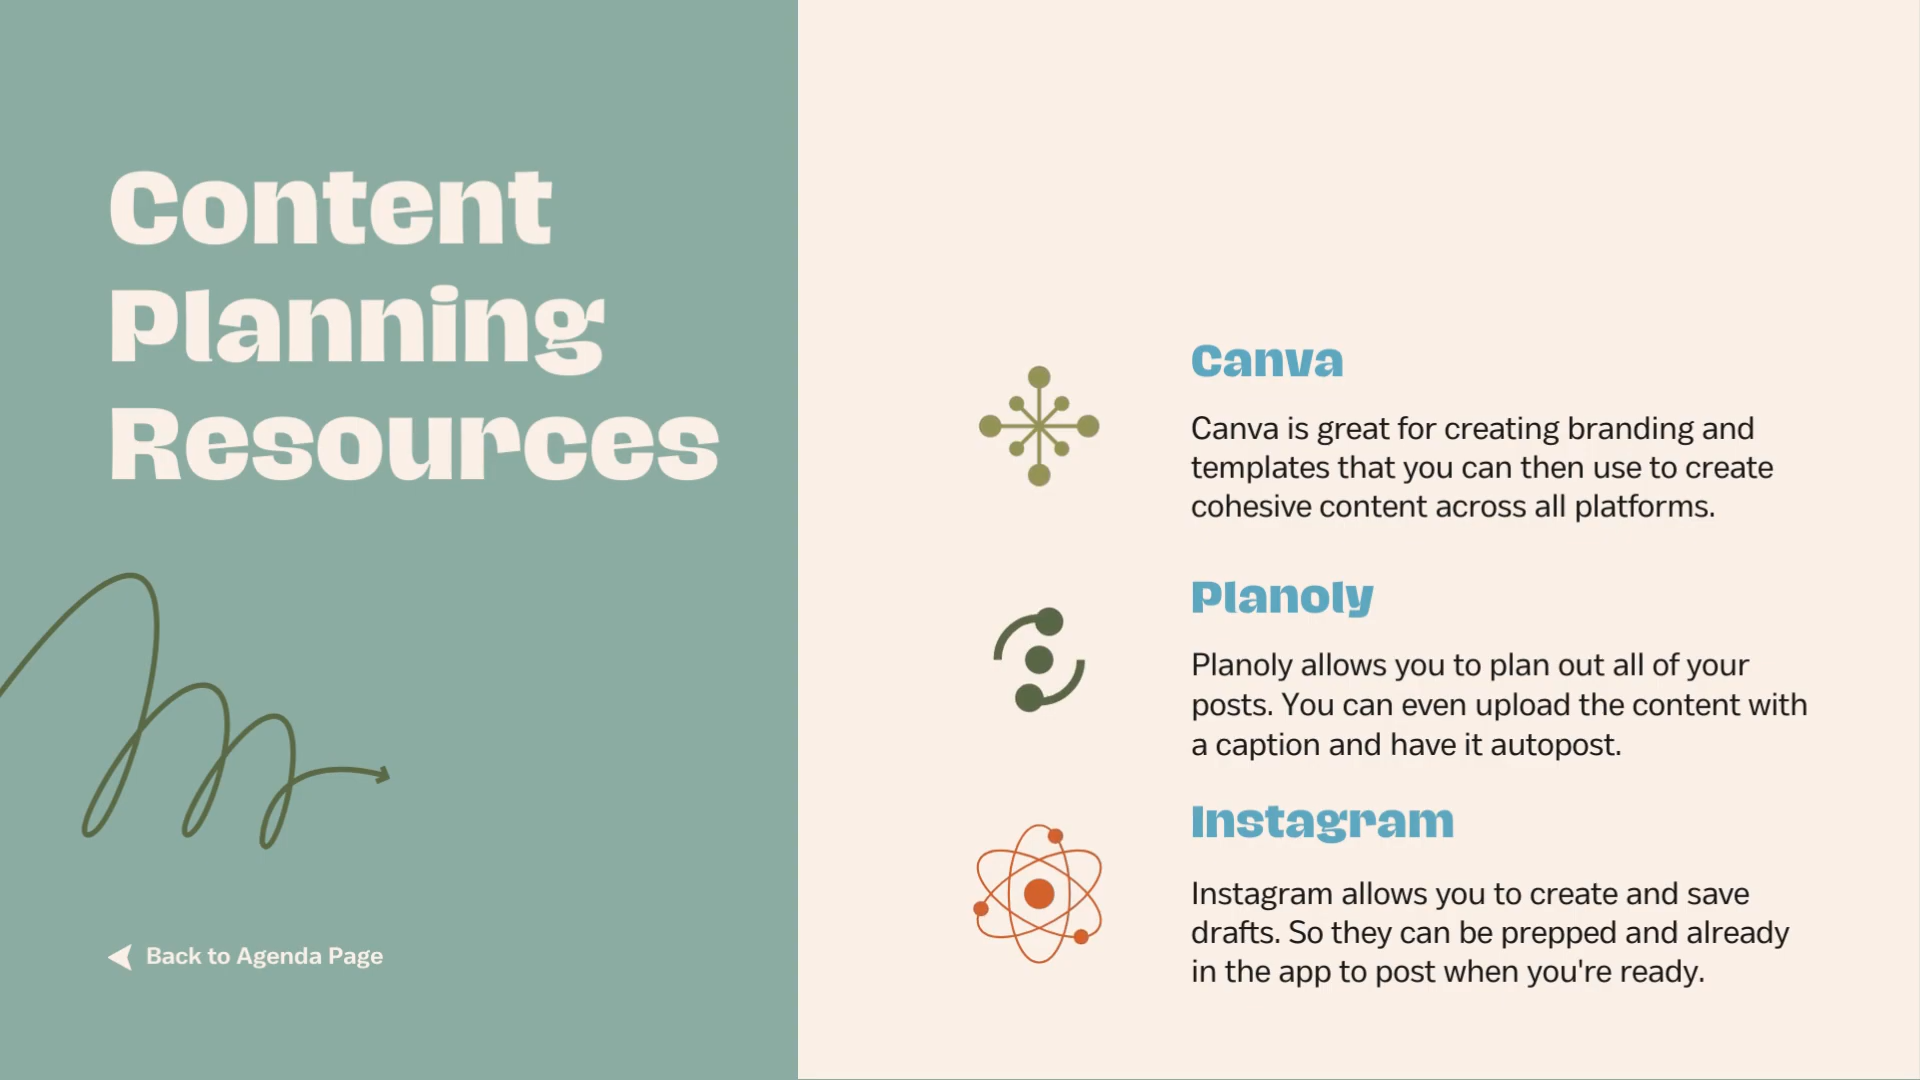 Content
Planning
Resources
Back to Agenda Page
Canva
Canva is great for creating branding and
templates that you can then use to create
cohesive content across all platforms.
Planoly
Planoly allows you to plan out all of your
posts. You can even upload the content with
a caption and have it autopost.
Instagram
Instagram allows you to create and save
drafts. So they can be prepped and already
in the app to post when you're ready.